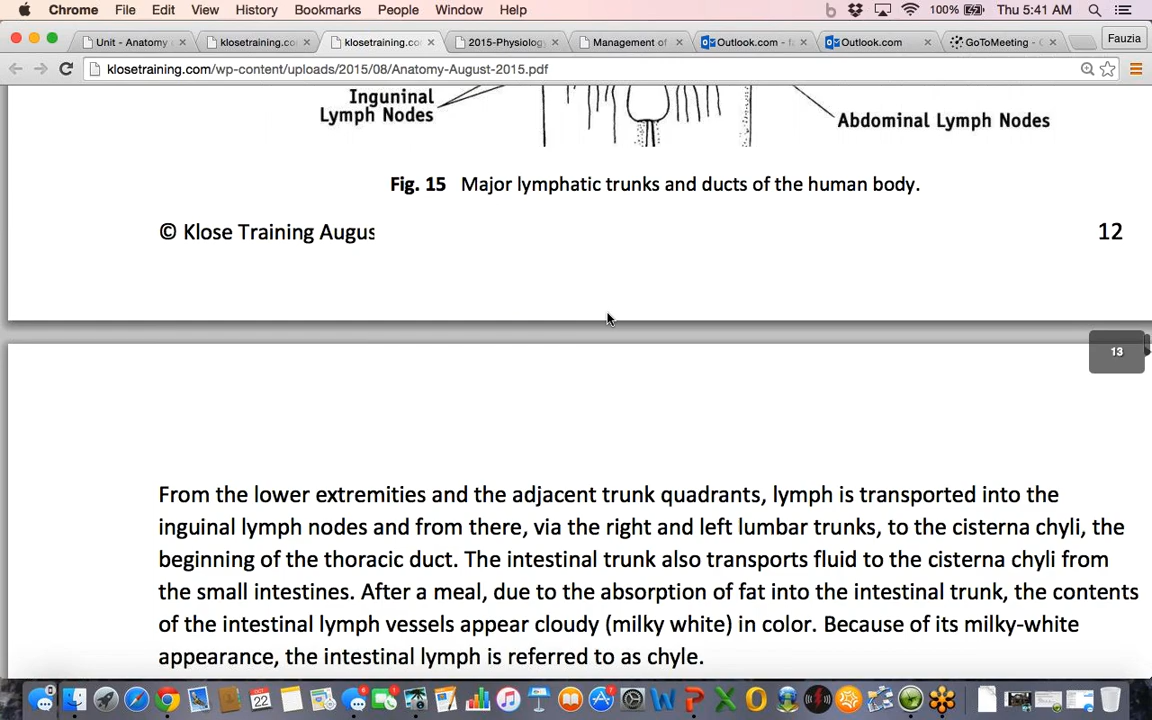 Chrome File Edit View History Bookmarks People Window Help 100% Thu 5:41 AM
Unit - Anatomy klosetraining.co klosetraining.co 2015-Physiology Management of Outlook.com - Outlook.com GoToMeeting - Fauzia
klosetraining.com/wp-content/uploads/2015/08/Anatomy-August-2015.pdf
Inguinal
Lymph Nodes
Abdominal Lymph Nodes
Fig. 15 Major lymphatic trunks and ducts of the human body.
© Klose Training Augus 12
13
From the lower extremities and the adjacent trunk quadrants, lymph is transported into the
inguinal lymph nodes and from there, via the right and left lumbar trunks, to the cisterna chyli, the
beginning of the thoracic duct. The intestinal trunk also transports fluid to the cisterna chyli from
the small intestines. After a meal, due to the absorption of fat into the intestinal trunk, the contents
of the intestinal lymph vessels appear cloudy (milky white) in color. Because of its milky-white
appearance, the intestinal lymph is referred to as chyle.
22